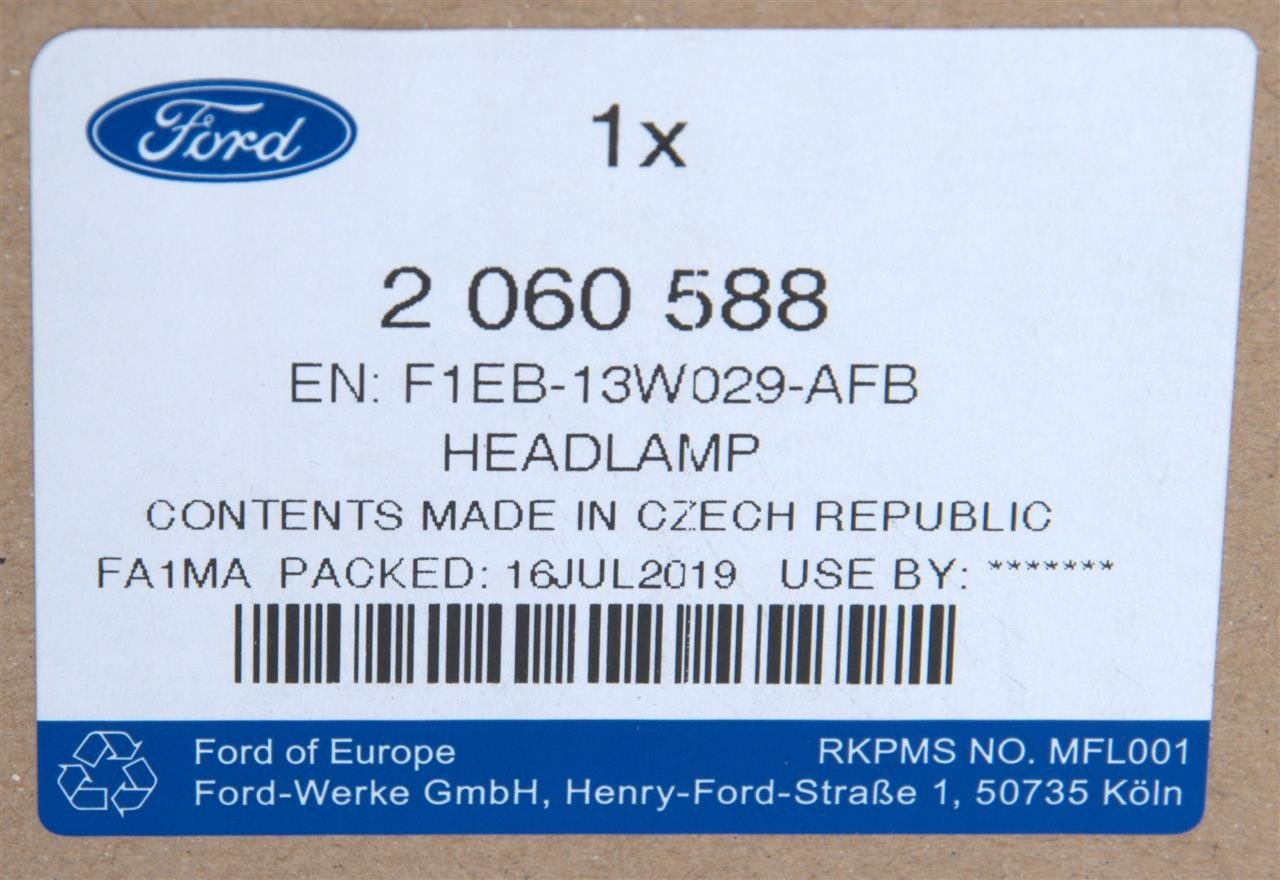 Ford
1x
2 060 588
EN: F1EB-13W029-AFB
HEADLAMP
CONTENTS MADE IN CZECH REPUBLIC
FA1MA PACKED: 16JUL2019 USE BY: *******
Ford of Europe RKPMS NO. MFL001
Ford-Werke GmbH, Henry-Ford-Straße 1, 50735 Köln